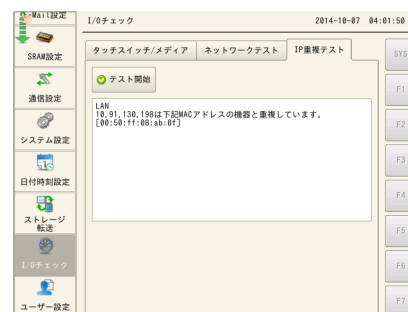 E-Mail設定
I/Oチェック
2014-10-07 04:01:50
SRAM設定
タッチスイッチ/メディア
ネットワークテスト
IP重複テスト
SYS
テスト開始
F1
通信設定
LAN
10,91,130,198は下記MACアドレスの機器と重複しています。
[00:50:ff:08:ab:0f]
F2
システム設定
F3
日付時刻設定
F4
ストレージ
転送
F5
I/Oチェック
F6
ユーザー設定
F7